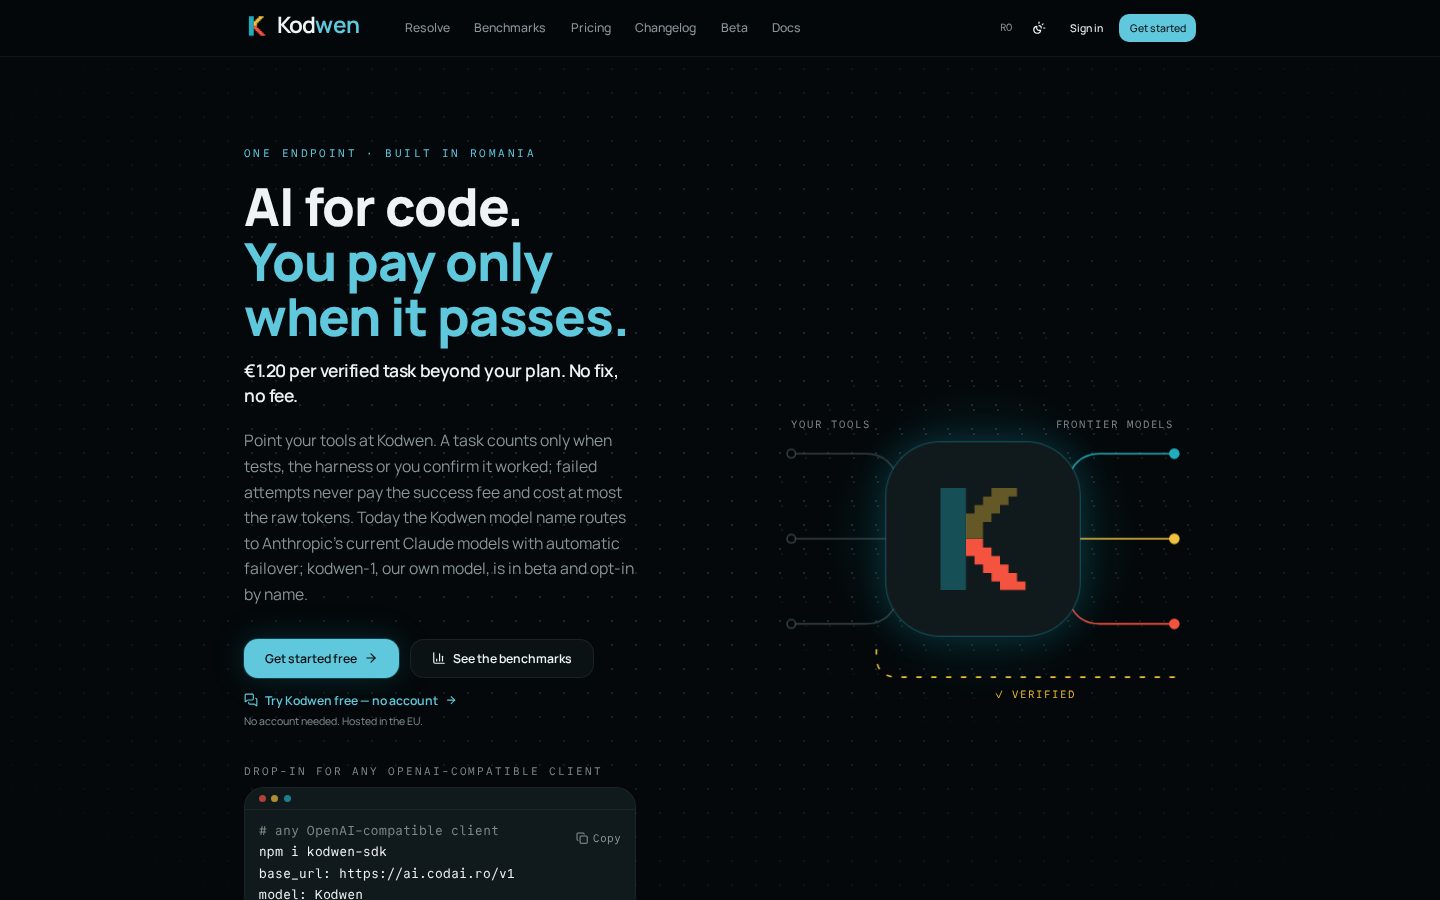 Kodwen
Resolve
Benchmarks
Pricing
Changelog
Beta
Docs
RO
Sign in
Get started
ONE ENDPOINT · BUILT IN ROMANIA
AI for code.
You pay only
when it passes.
€1.20 per verified task beyond your plan. No fix,
no fee.
Point your tools at Kodwen. A task counts only when
tests, the harness or you confirm it worked; failed
attempts never pay the success fee and cost at most
the raw tokens. Today the Kodwen model name routes
to Anthropic's current Claude models with automatic
failover; kodwen-1, our own model, is in beta and opt-in
by name.
Get started free →
See the benchmarks
Try Kodwen free — no account →
No account needed. Hosted in the EU.
YOUR TOOLS
FRONTIER MODELS
K
✓ VERIFIED
DROP-IN FOR ANY OPENAI-COMPATIBLE CLIENT
# any OpenAI-compatible client
Copy
npm i kodwen-sdk
base_url: https://ai.codai.ro/v1
model: Kodwen